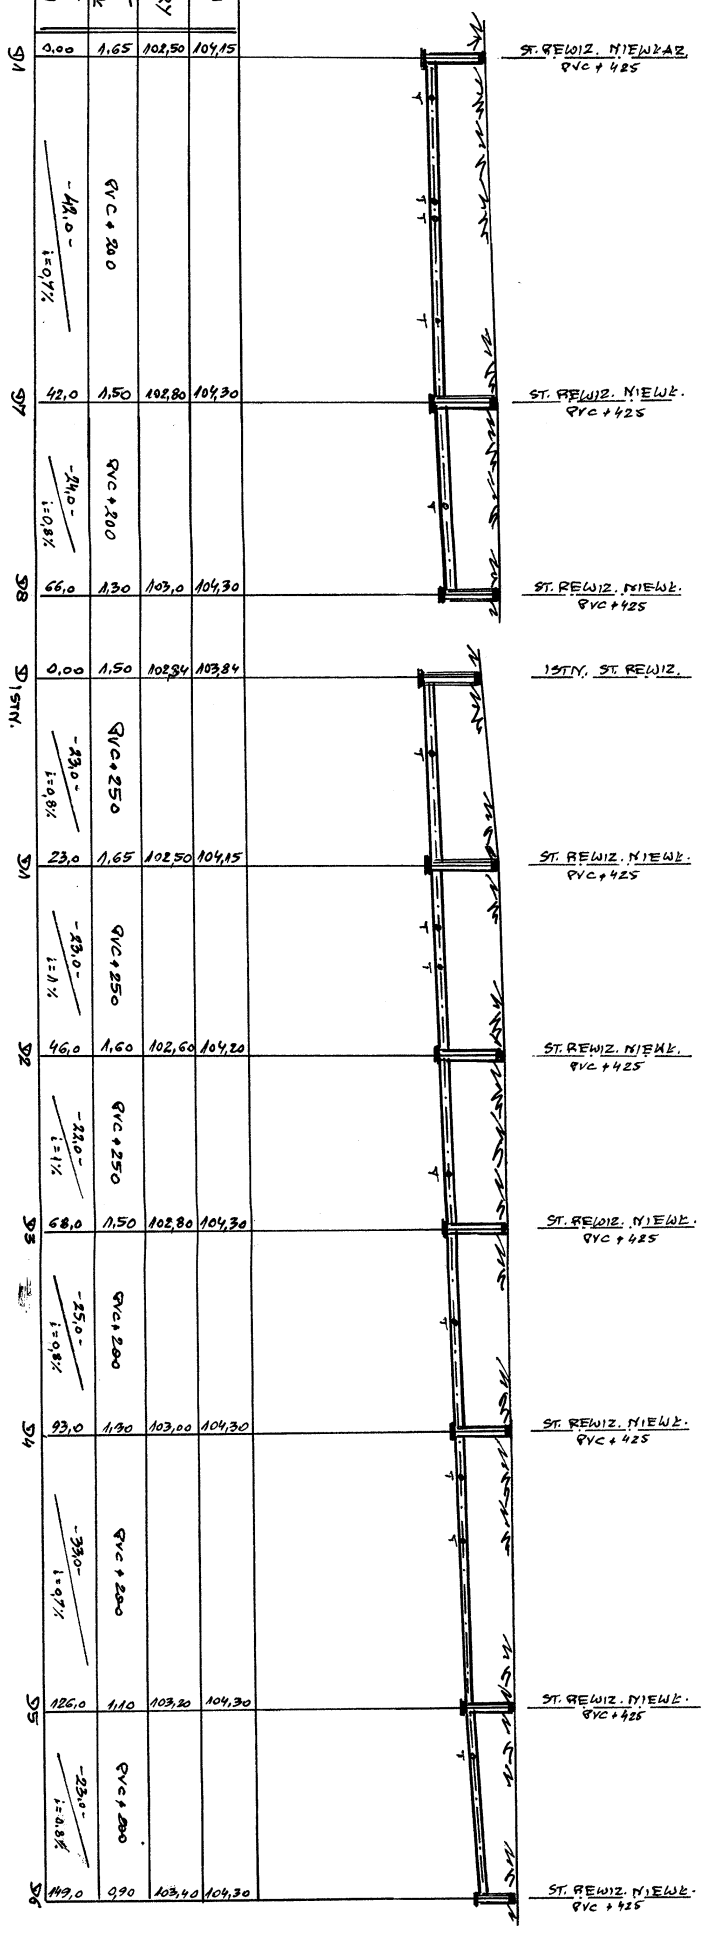 0,00 1,65 102,50 104,15
ST. REWIZ. NIEWŁAZ.
PVC ϕ 425
D1
-42,0-
i=0,7%
PVC ϕ 200
42,0 1,50 102,80 104,30
ST. REWIZ. NIEWŁ.
PVC ϕ 425
D7
-24,0-
i=0,8%
PVC ϕ 200
66,0 1,30 103,0 104,30
ST. REWIZ. NIEWŁ.
PVC ϕ 425
D8
0,00 1,50 102,34 103,84
ISTN. ST. REWIZ.
D ISTN.
-23,0-
i=0,8%
PVC ϕ 250
23,0 1,65 102,50 104,15
ST. REWIZ. NIEWŁ.
PVC ϕ 425
D1
-23,0-
i=1%
PVC ϕ 250
46,0 1,60 102,60 104,20
ST. REWIZ. NIEWŁ.
PVC ϕ 425
D2
-22,0-
i=1%
PVC ϕ 250
68,0 1,50 102,80 104,30
ST. REWIZ. NIEWŁ.
PVC ϕ 425
D3
-25,0-
i=0,8%
PVC ϕ 200
93,0 1,30 103,00 104,30
ST. REWIZ. NIEWŁ.
PVC ϕ 425
D4
-33,0-
i=0,7%
PVC ϕ 200
126,0 1,10 103,20 104,30
ST. REWIZ. NIEWŁ.
PVC ϕ 425
D5
-23,0-
i=0.8%
PVC ϕ 200
149,0 0,90 103,40 104,30
ST. REWIZ. NIEWŁ.
PVC ϕ 425
D6